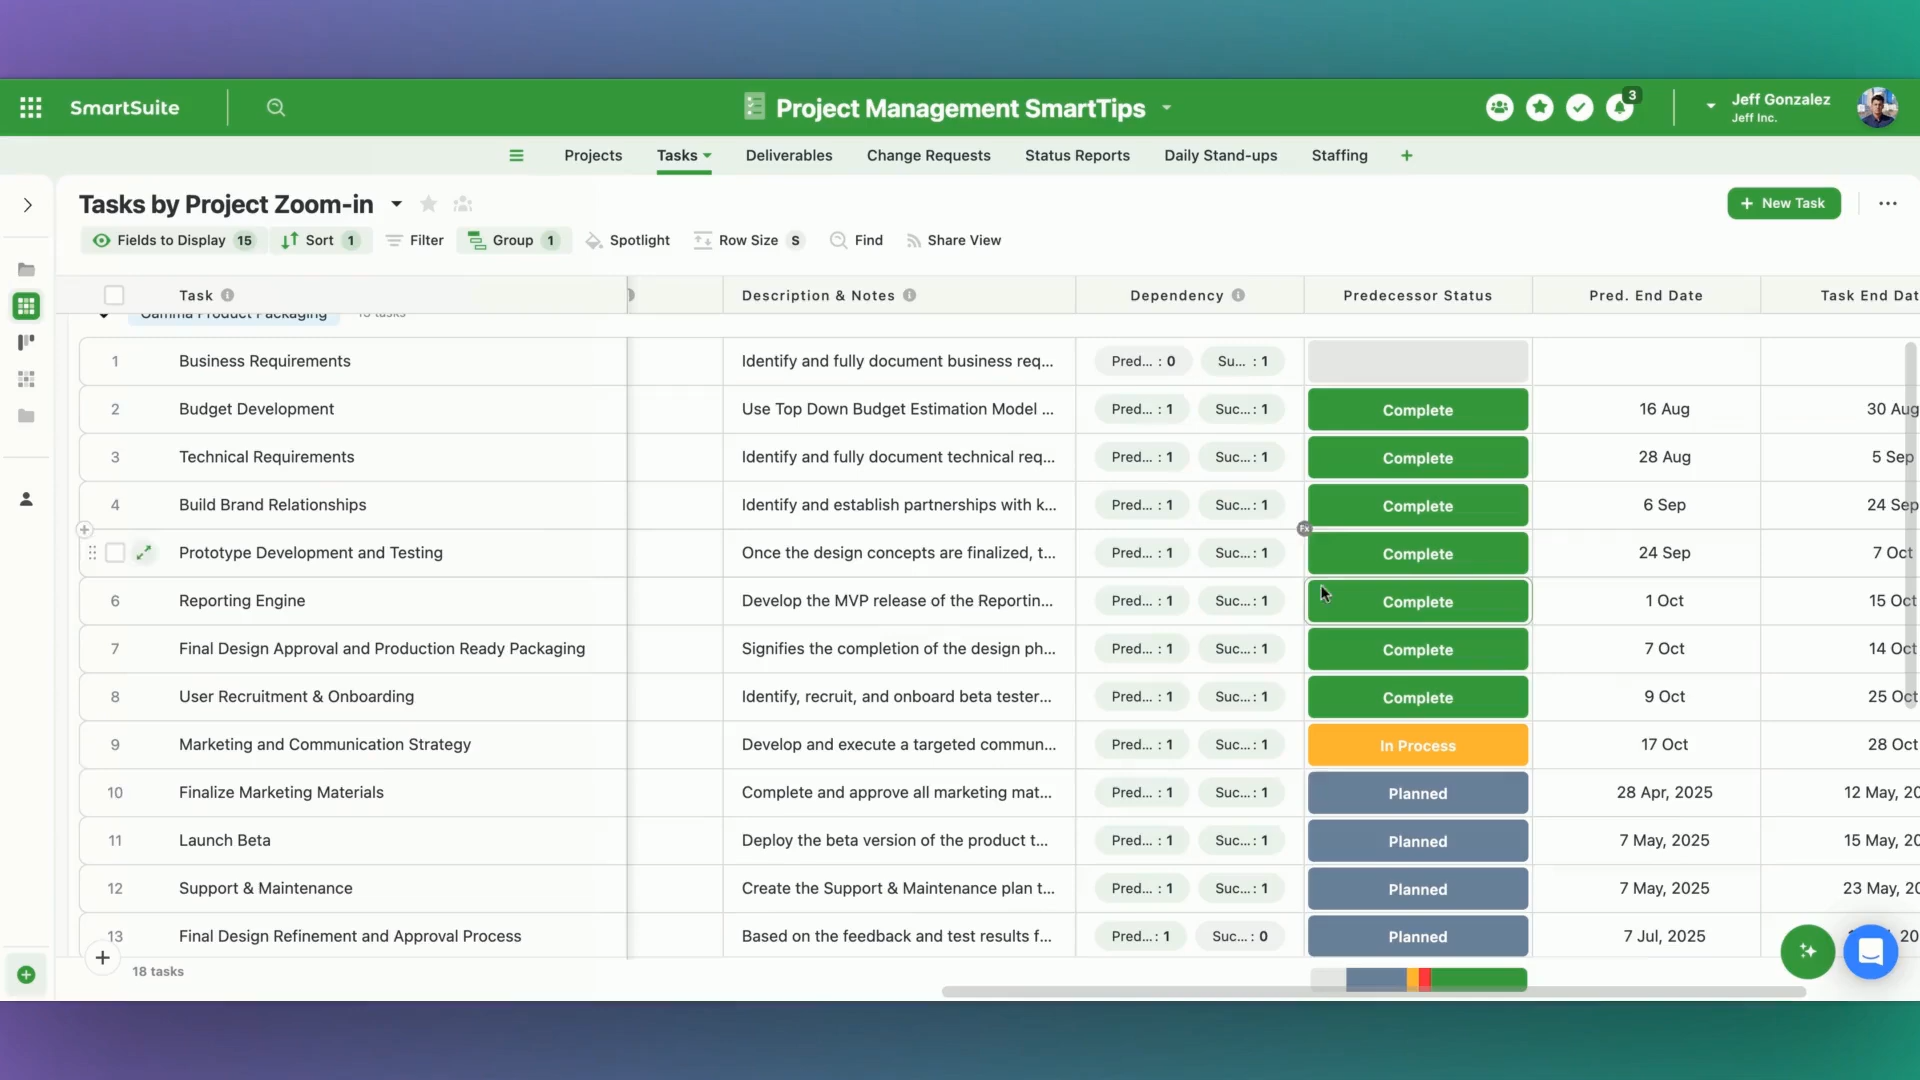 SmartSuite
Project Management SmartTips
3
Jeff Gonzalez
Jeff Inc.
Projects
Tasks
Deliverables
Change Requests
Status Reports
Daily Stand-ups
Staffing
Tasks by Project Zoom-in
New Task
Fields to Display 15
Sort 1
Filter
Group 1
Spotlight
Row Size S
Find
Share View
Task Description & Notes Dependency Predecessor Status Pred. End Date Task End Dat
Gamma Product Packaging 13 tasks
1 Business Requirements Identify and fully document business req... Pred... : 0 Su... : 1
2 Budget Development Use Top Down Budget Estimation Model ... Pred... : 1 Suc... : 1 Complete 16 Aug 30 Aug
3 Technical Requirements Identify and fully document technical req... Pred... : 1 Suc... : 1 Complete 28 Aug 5 Sep
4 Build Brand Relationships Identify and establish partnerships with k... Pred... : 1 Suc... : 1 Complete 6 Sep 24 Sep
Fx
Prototype Development and Testing Once the design concepts are finalized, t... Pred... : 1 Suc... : 1 Complete 24 Sep 7 Oct
6 Reporting Engine Develop the MVP release of the Reportin... Pred... : 1 Suc... : 1 Complete 1 Oct 15 Oct
7 Final Design Approval and Production Ready Packaging Signifies the completion of the design ph... Pred... : 1 Suc... : 1 Complete 7 Oct 14 Oct
8 User Recruitment & Onboarding Identify, recruit, and onboard beta tester... Pred... : 1 Suc... : 1 Complete 9 Oct 25 Oct
9 Marketing and Communication Strategy Develop and execute a targeted commun... Pred... : 1 Suc... : 1 In Process 17 Oct 28 Oct
10 Finalize Marketing Materials Complete and approve all marketing mat... Pred... : 1 Suc... : 1 Planned 28 Apr, 2025 12 May, 20
11 Launch Beta Deploy the beta version of the product t... Pred... : 1 Suc... : 1 Planned 7 May, 2025 15 May, 20
12 Support & Maintenance Create the Support & Maintenance plan t... Pred... : 1 Suc... : 1 Planned 7 May, 2025 23 May, 20
13 Final Design Refinement and Approval Process Based on the feedback and test results f... Pred... : 1 Suc... : 0 Planned 7 Jul, 2025
18 tasks